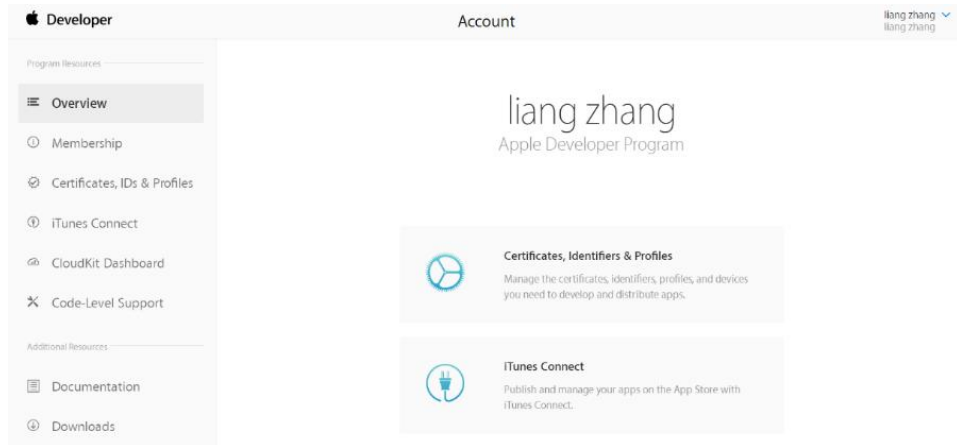 Developer
Account
liang zhang
liang zhang
Program Resources
Overview
Membership
Certificates, IDs & Profiles
iTunes Connect
CloudKit Dashboard
Code-Level Support
Additional Resources
Documentation
Downloads
liang zhang
Apple Developer Program
Certificates, Identifiers & Profiles
Manage the certificates, identifiers, profiles, and devices
you need to develop and distribute apps.
iTunes Connect
Publish and manage your apps on the App Store with
iTunes Connect.